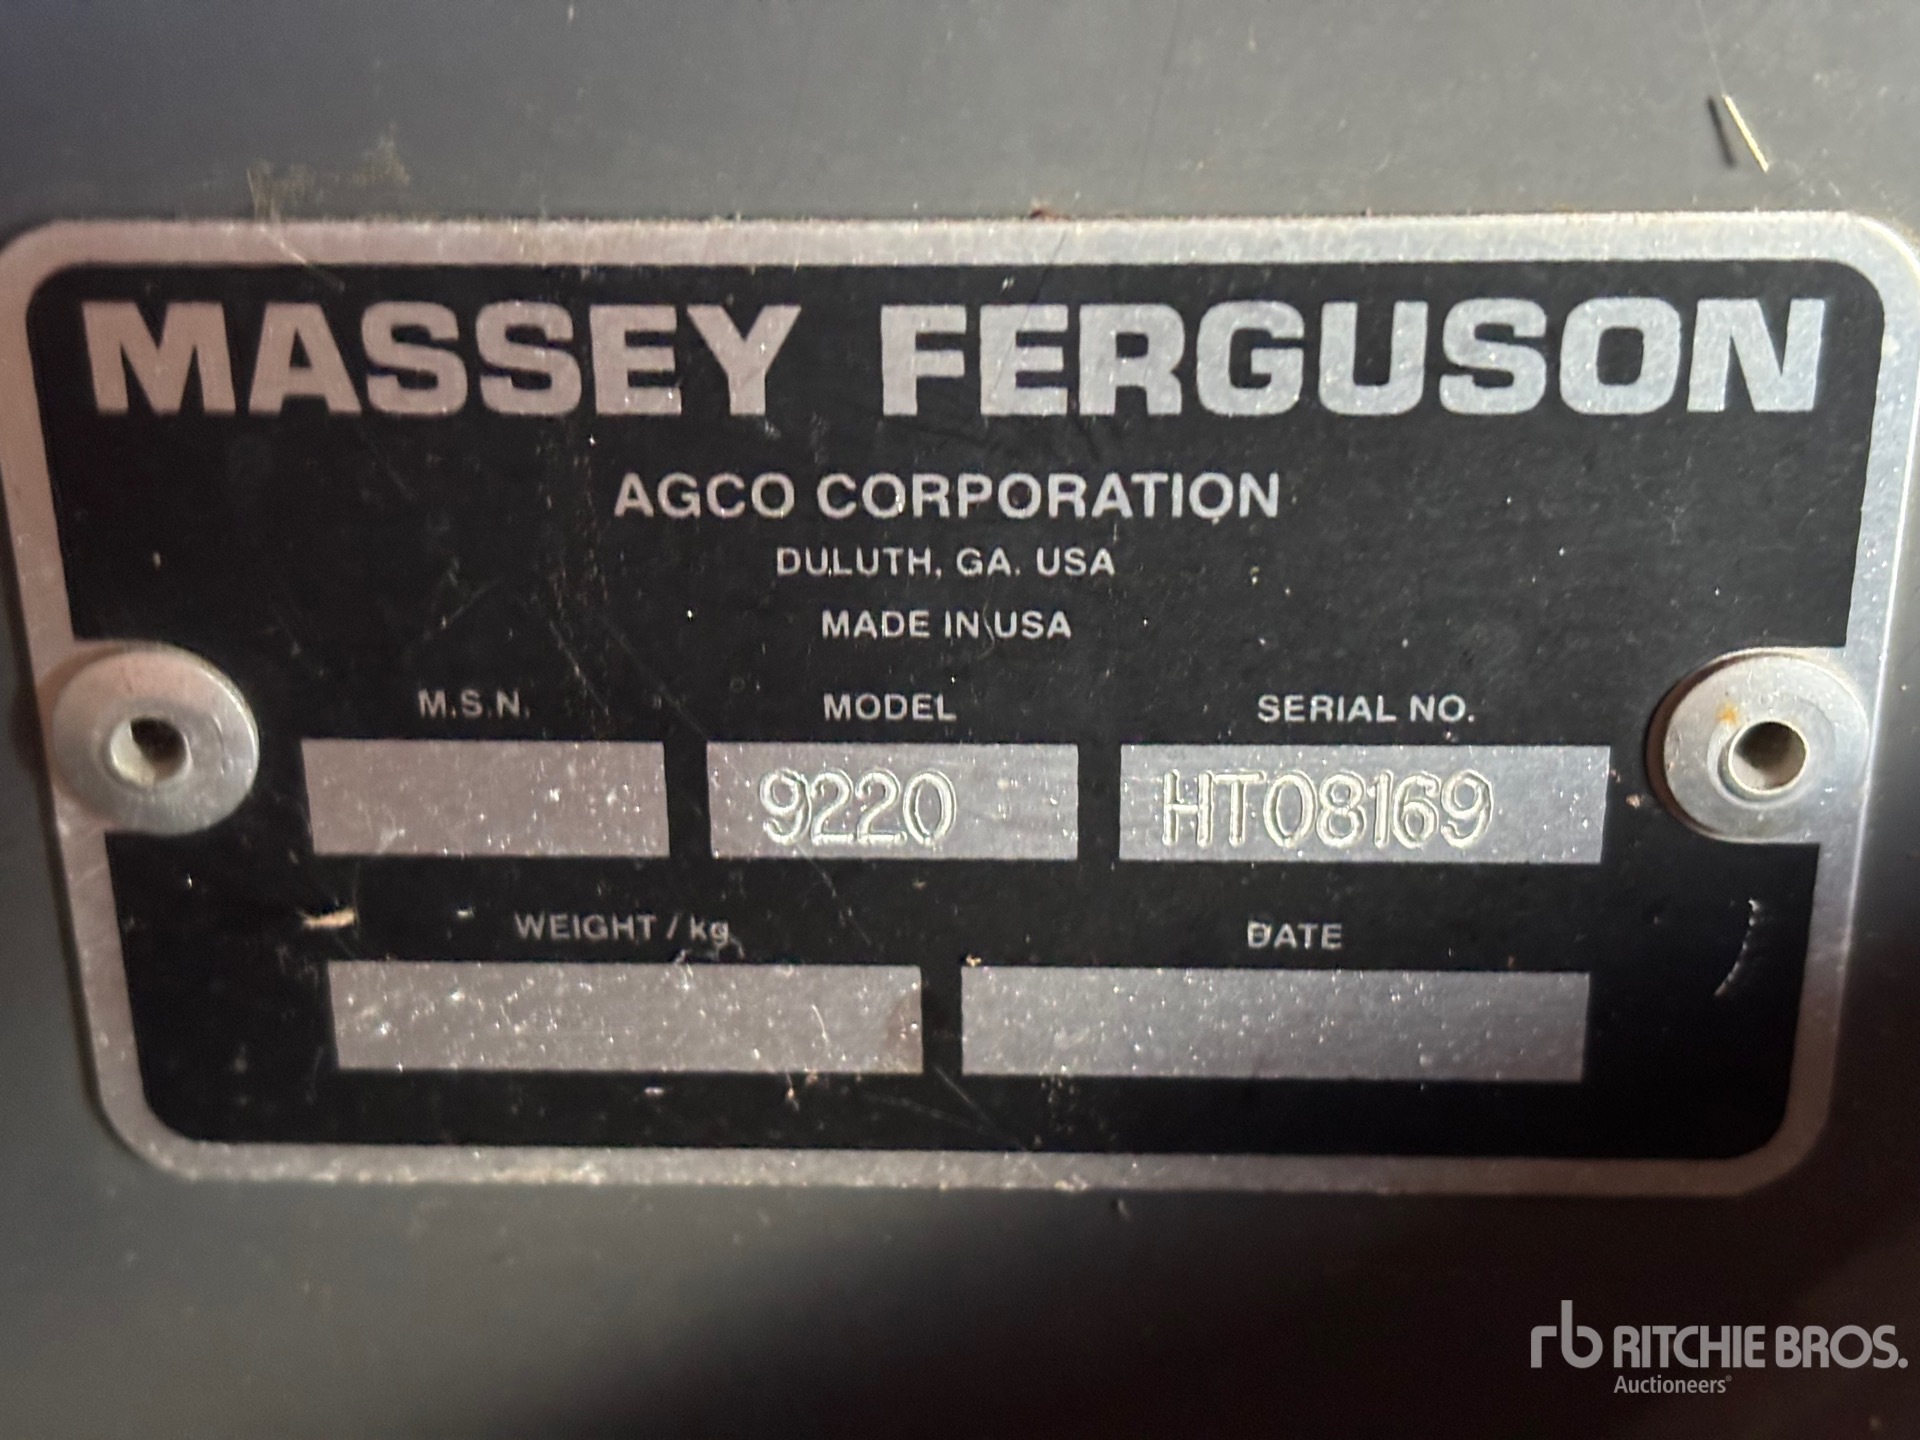 MASSEY FERGUSON
AGCO CORPORATION
DULUTH, GA. USA
MADE IN USA
M.S.N. MODEL SERIAL NO.
9220 HT08169
WEIGHT / kg DATE
rb RITCHIE BROS.
Auctioneers®